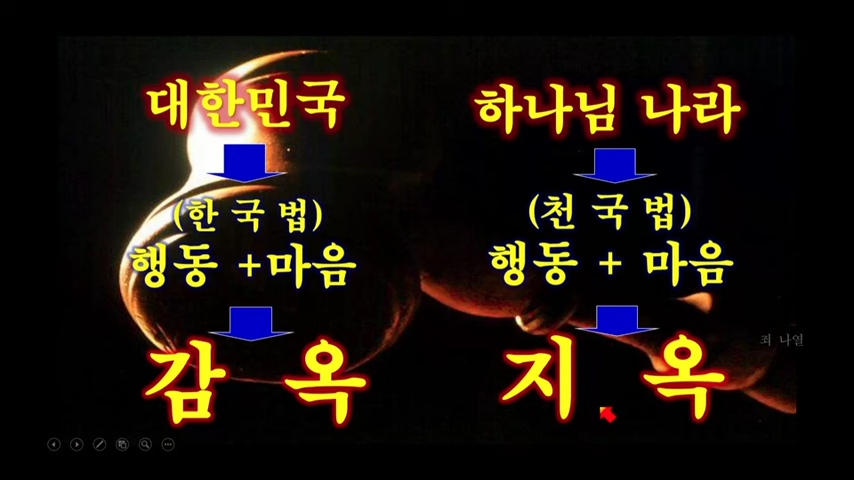 대한민국
(한 국 법)
행동 +마음
감 옥
하나님 나라
(천 국 법)
행동 + 마음
지 옥
죄 나열